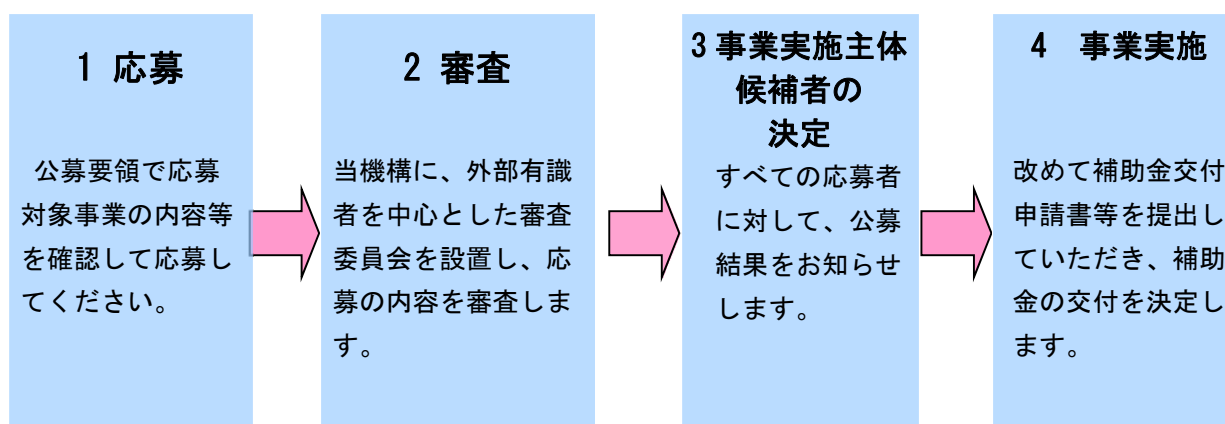 1 応募
公募要領で応募
対象事業の内容等
を確認して応募し
てください。
2 審査
当機構に、外部有識
者を中心とした審査
委員会を設置し、応
募の内容を審査しま
す。
3 事業実施主体
候補者の
決定
すべての応募者
に対して、公募
結果をお知らせ
します。
4 事業実施
改めて補助金交付
申請書等を提出し
ていただき、補助
金の交付を決定し
ます。